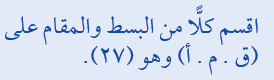 اقسم كلًّا من البسط والمقام على
(ق . م . أ) وهو (٢٧).